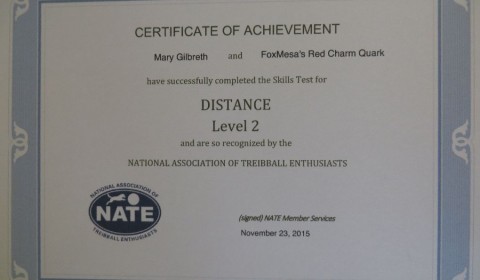 CERTIFICATE OF ACHIEVEMENT
Mary Gilbreth and FoxMesa's Red Charm Quark
have successfully completed the Skills Test for
DISTANCE
Level 2
and are so recognized by the
NATIONAL ASSOCIATION OF TREIBBALL ENTHUSIASTS
NATIONAL ASSOCIATION OF
NATE
TREIBBALL ENTHUSIASTS
(signed) NATE Member Services
November 23, 2015